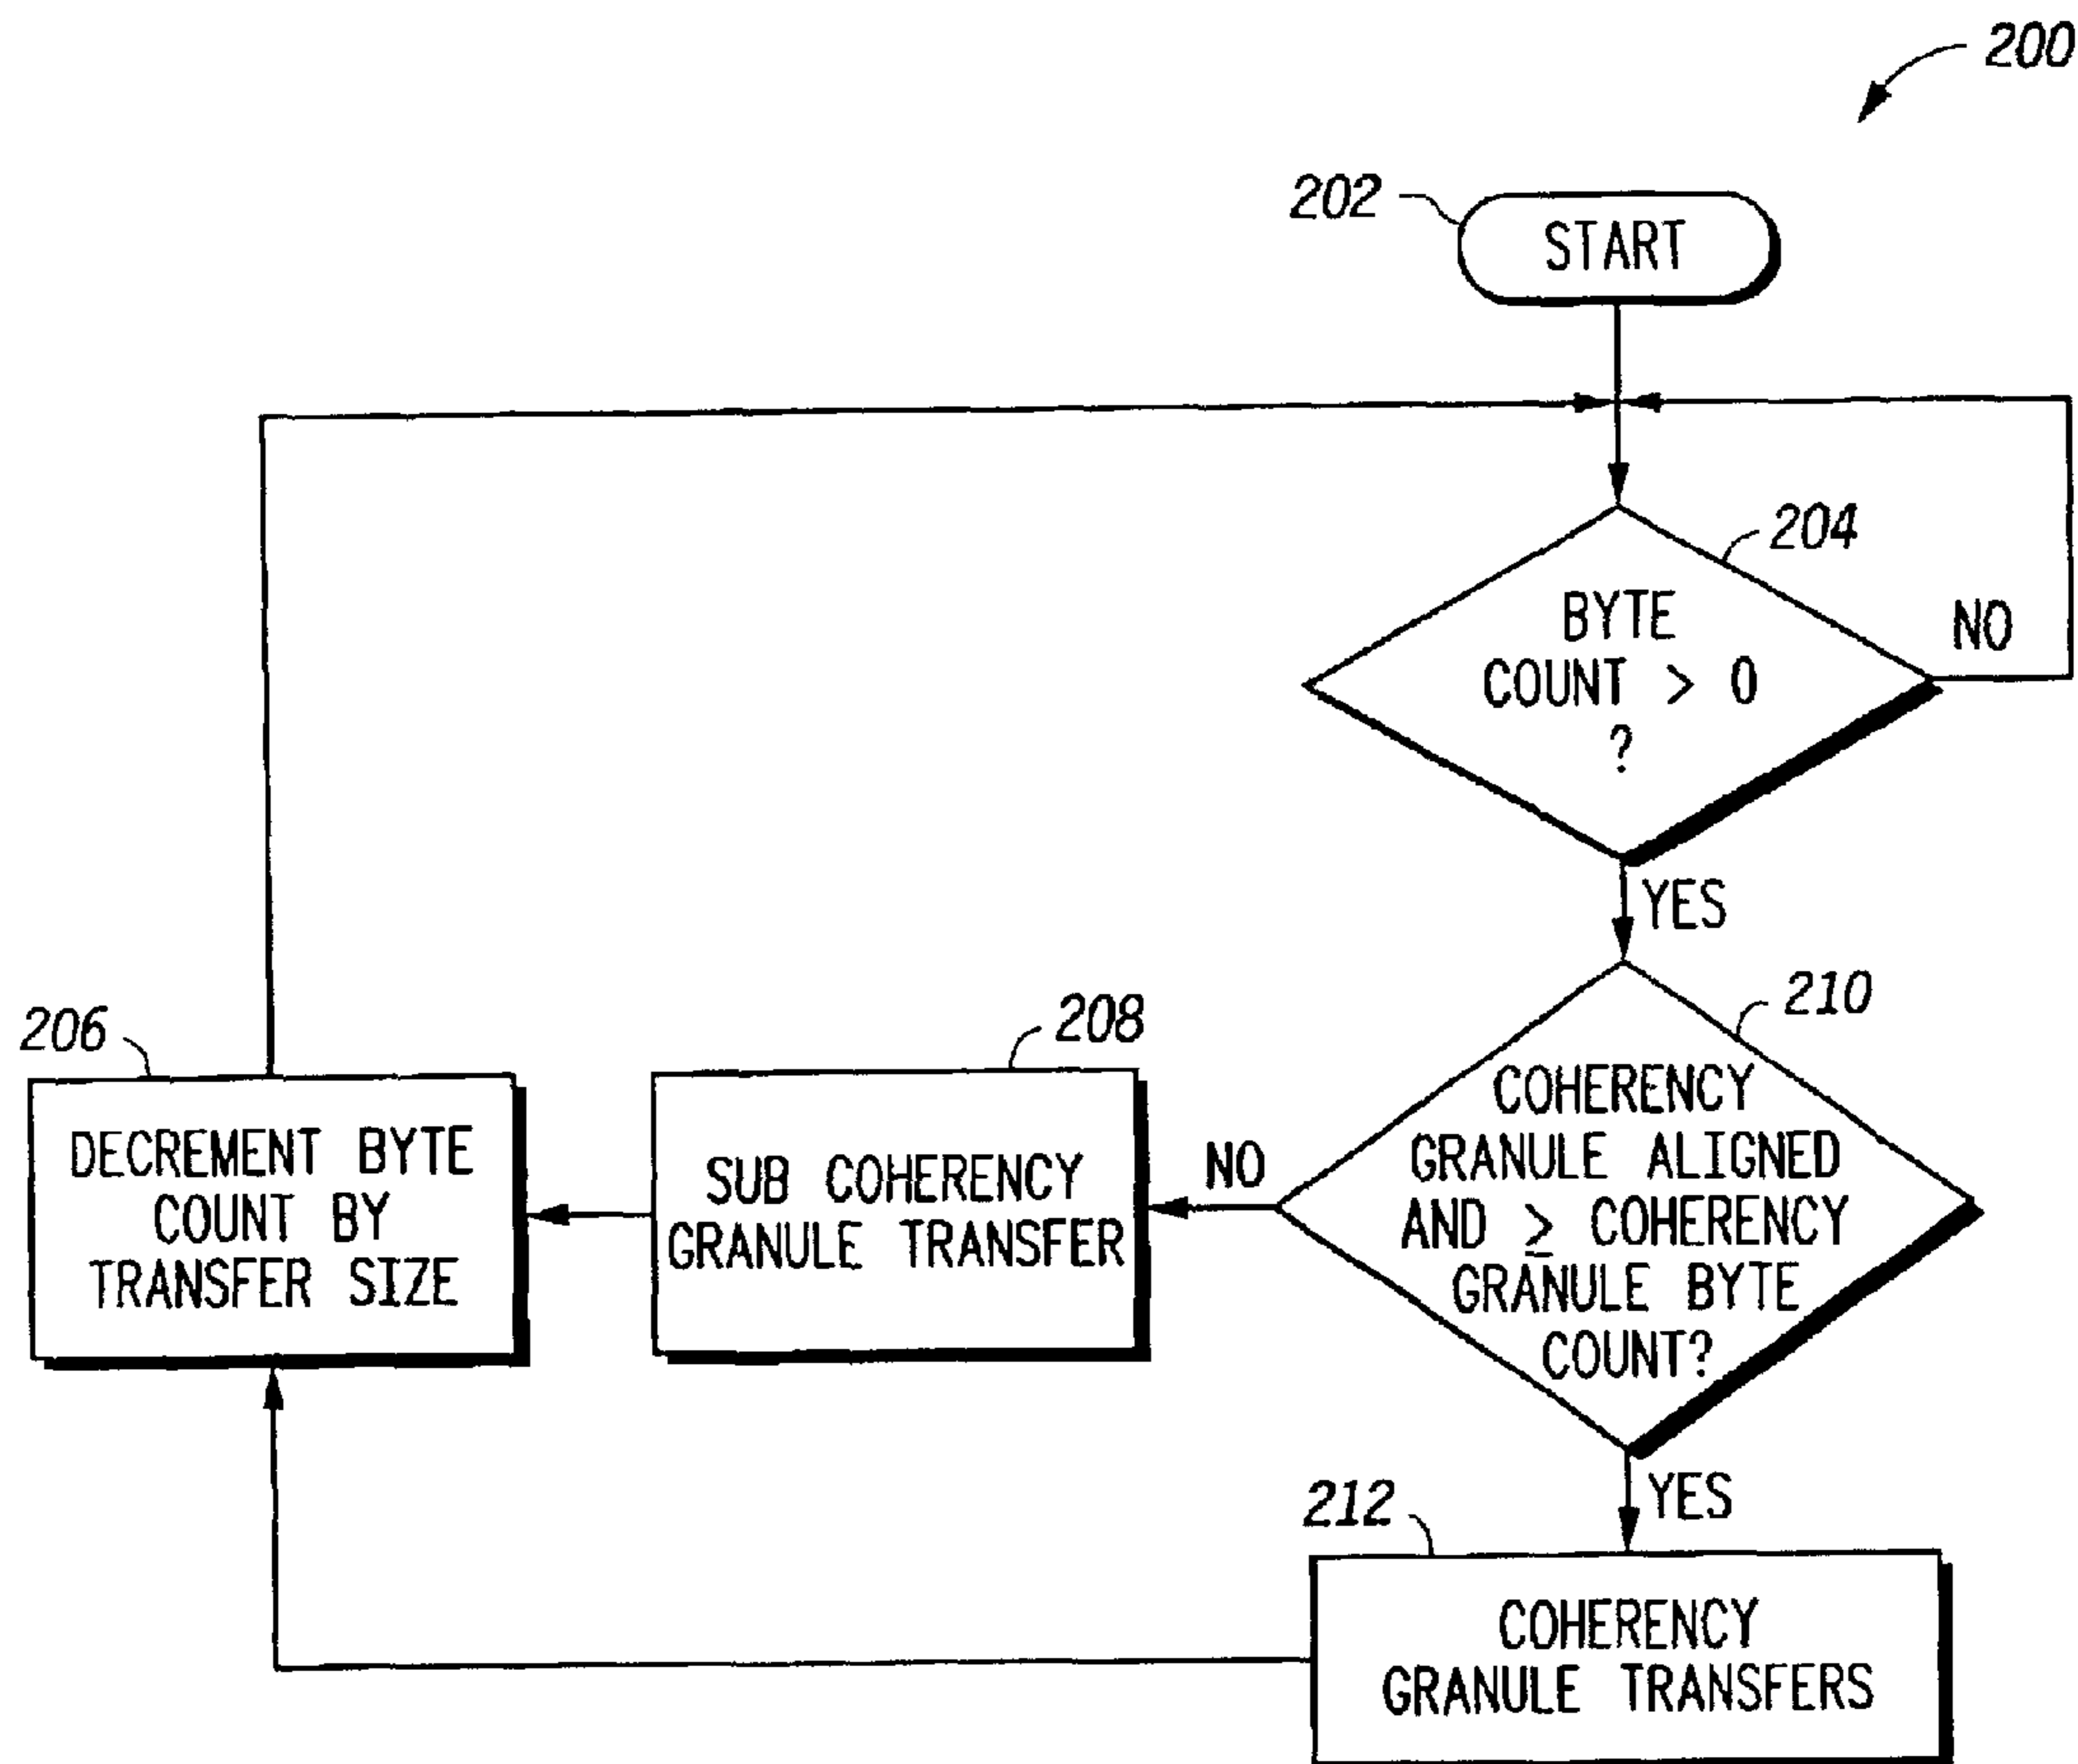 200
202
START
204
BYTE
COUNT > 0
?
NO
YES
210
COHERENCY
GRANULE ALIGNED
AND ≥ COHERENCY
GRANULE BYTE
COUNT?
NO
208
SUB COHERENCY
GRANULE TRANSFER
206
DECREMENT BYTE
COUNT BY
TRANSFER SIZE
YES
212
COHERENCY
GRANULE TRANSFERS